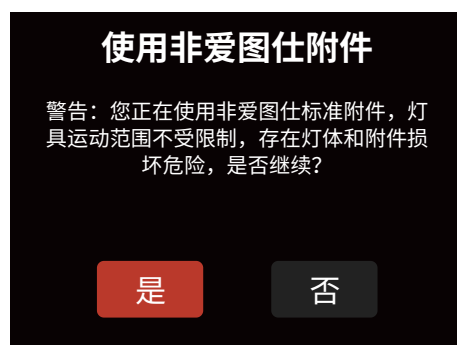 使用非爱图仕附件
警告：您正在使用非爱图仕标准附件，灯
具运动范围不受限制，存在灯体和附件损
坏危险，是否继续？
是
否